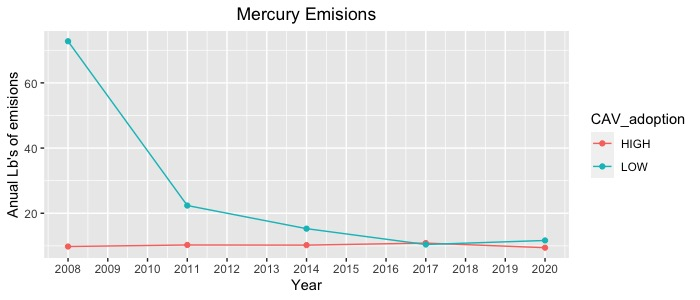 Mercury Emisions
Anual Lb's of emisions
60
40
20
2008 2009 2010 2011 2012 2013 2014 2015 2016 2017 2018 2019 2020
Year
CAV_adoption
HIGH
LOW